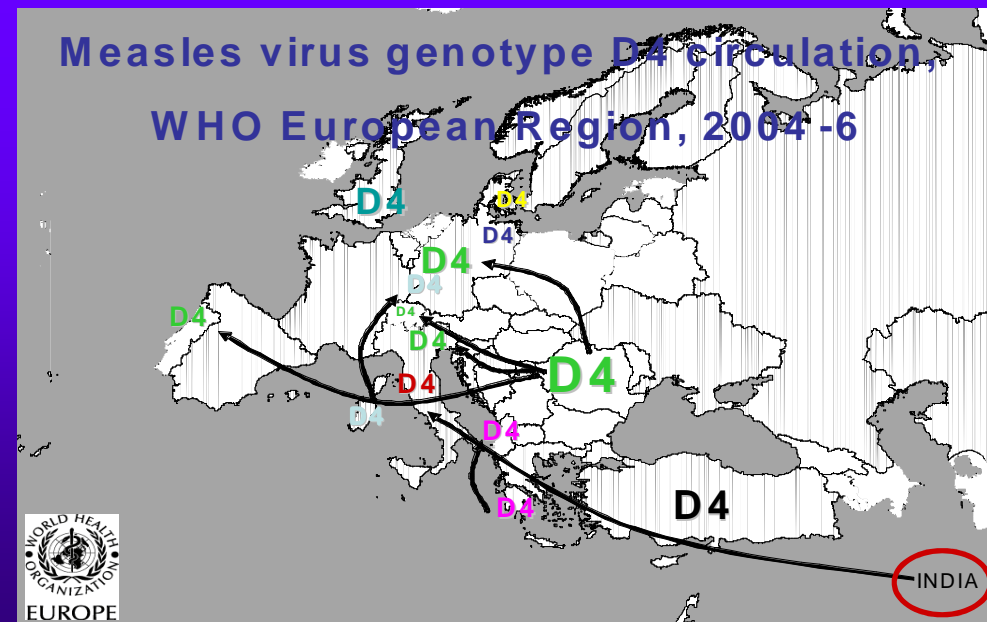 Measles virus genotype D4 circulation,
WHO European Region, 2004-6
D4
D4
D4
D4
D4
D4
D4
D4
D4
D4
D4
D4
D4
D4
INDIA
WORLD HEALTH
ORGANIZATION
EUROPE